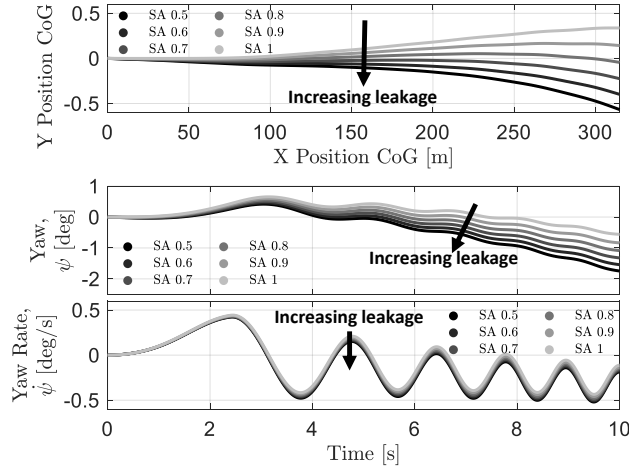 Y Position CoG
0.5
0
-0.5
SA 0.5 SA 0.8
SA 0.6 SA 0.9
SA 0.7 SA 1
Increasing leakage
0 50 100 150 200 250 300
X Position CoG [m]
Yaw,
ψ [deg]
1
0
-1
-2
SA 0.5 SA 0.8
SA 0.6 SA 0.9
SA 0.7 SA 1
Increasing leakage
Yaw Rate,
ψ̇ [deg/s]
0.5
0
-0.5
Increasing leakage
SA 0.5 SA 0.8
SA 0.6 SA 0.9
SA 0.7 SA 1
0 2 4 6 8 10
Time [s]